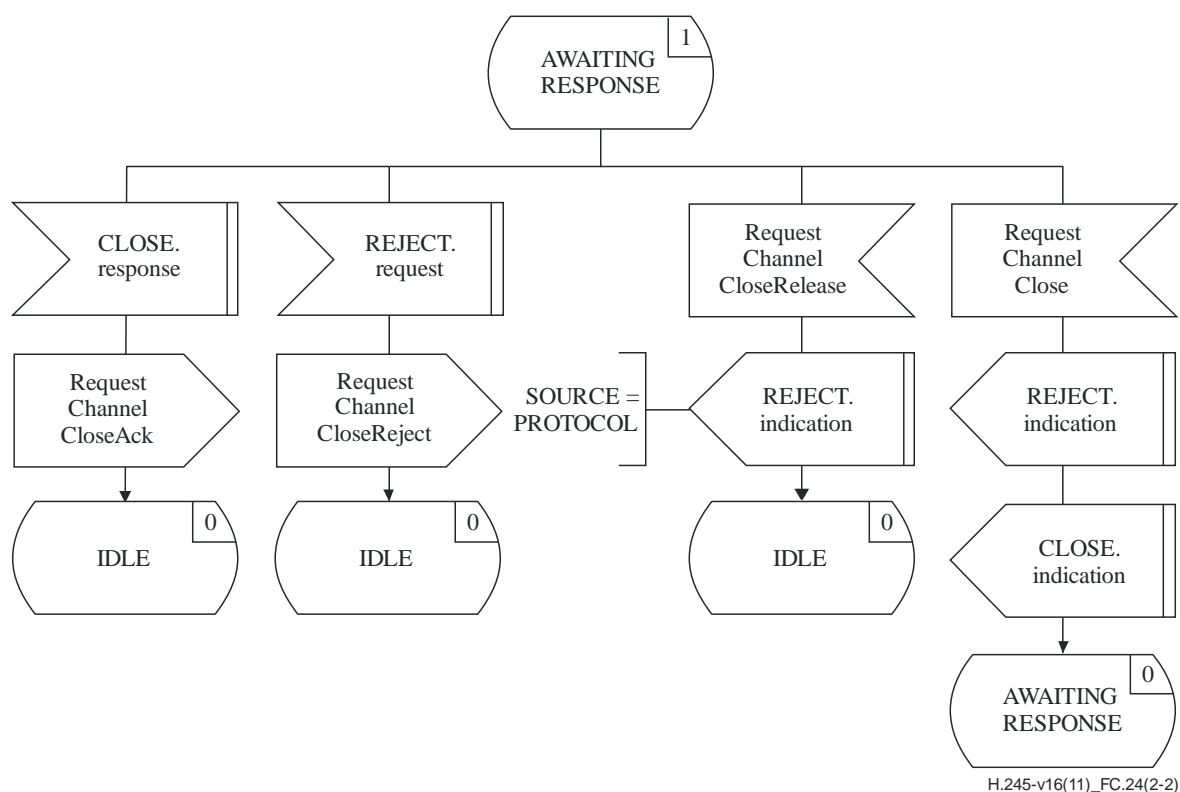 1
AWAITING
RESPONSE
CLOSE.
response
REJECT.
request
Request
Channel
CloseRelease
Request
Channel
Close
Request
Channel
CloseAck
Request
Channel
CloseReject
SOURCE =
PROTOCOL
REJECT.
indication
REJECT.
indication
0
IDLE
0
IDLE
0
IDLE
CLOSE.
indication
0
AWAITING
RESPONSE
H.245-v16(11)_FC.24(2-2)